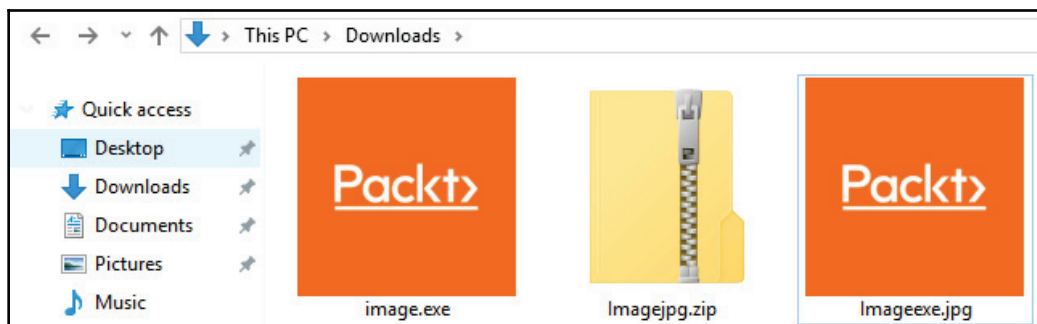 This PC > Downloads >
Quick access
Desktop
Downloads
Documents
Pictures
Music
Packt>
Packt>
image.exe
Imagejpg.zip
Imageexe.jpg